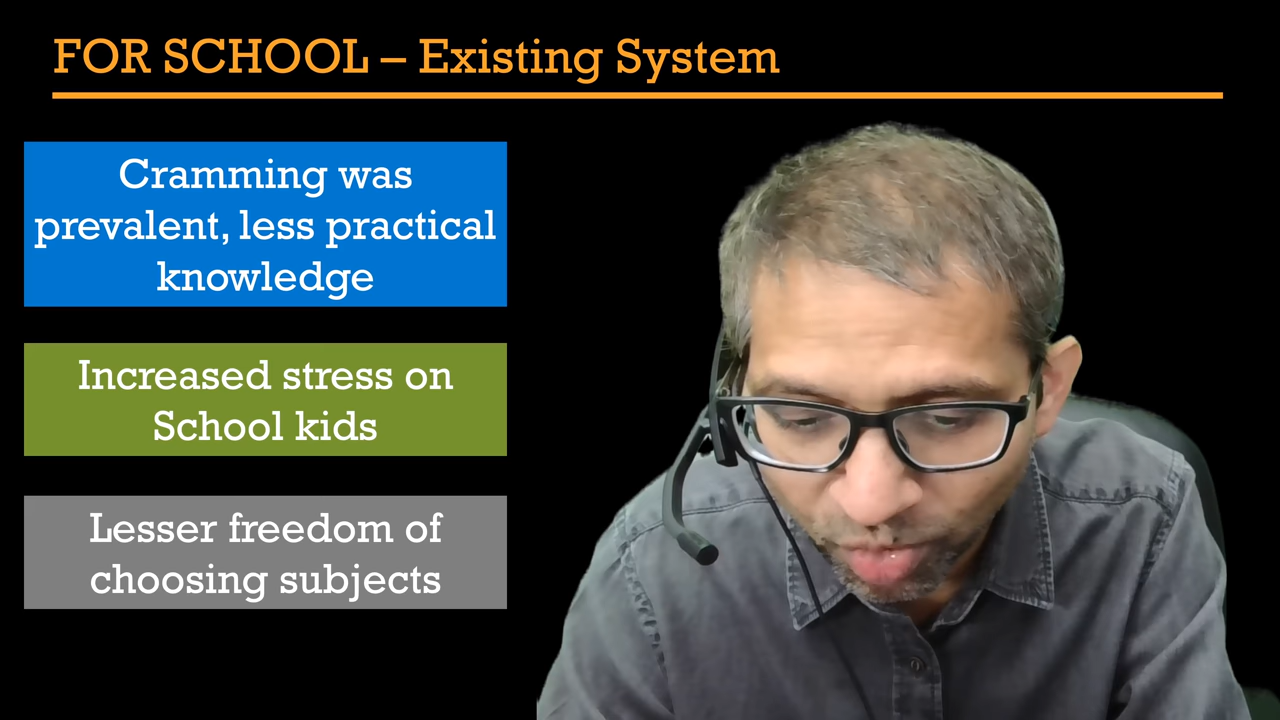 FOR SCHOOL – Existing System
Cramming was
prevalent, less practical
knowledge
Increased stress on
School kids
Lesser freedom of
choosing subjects